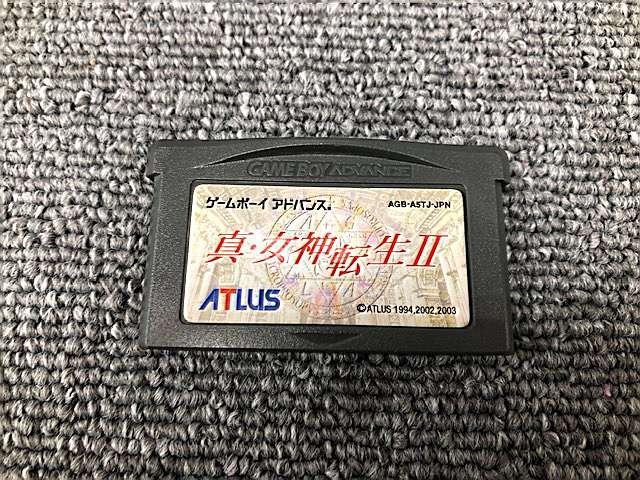 GAME BOY ADVANCE
ゲームボーイ アドバンス。 AGB-A5TJ-JPN
真・女神転生II
ATLUS
©ATLUS 1994,2002,2003